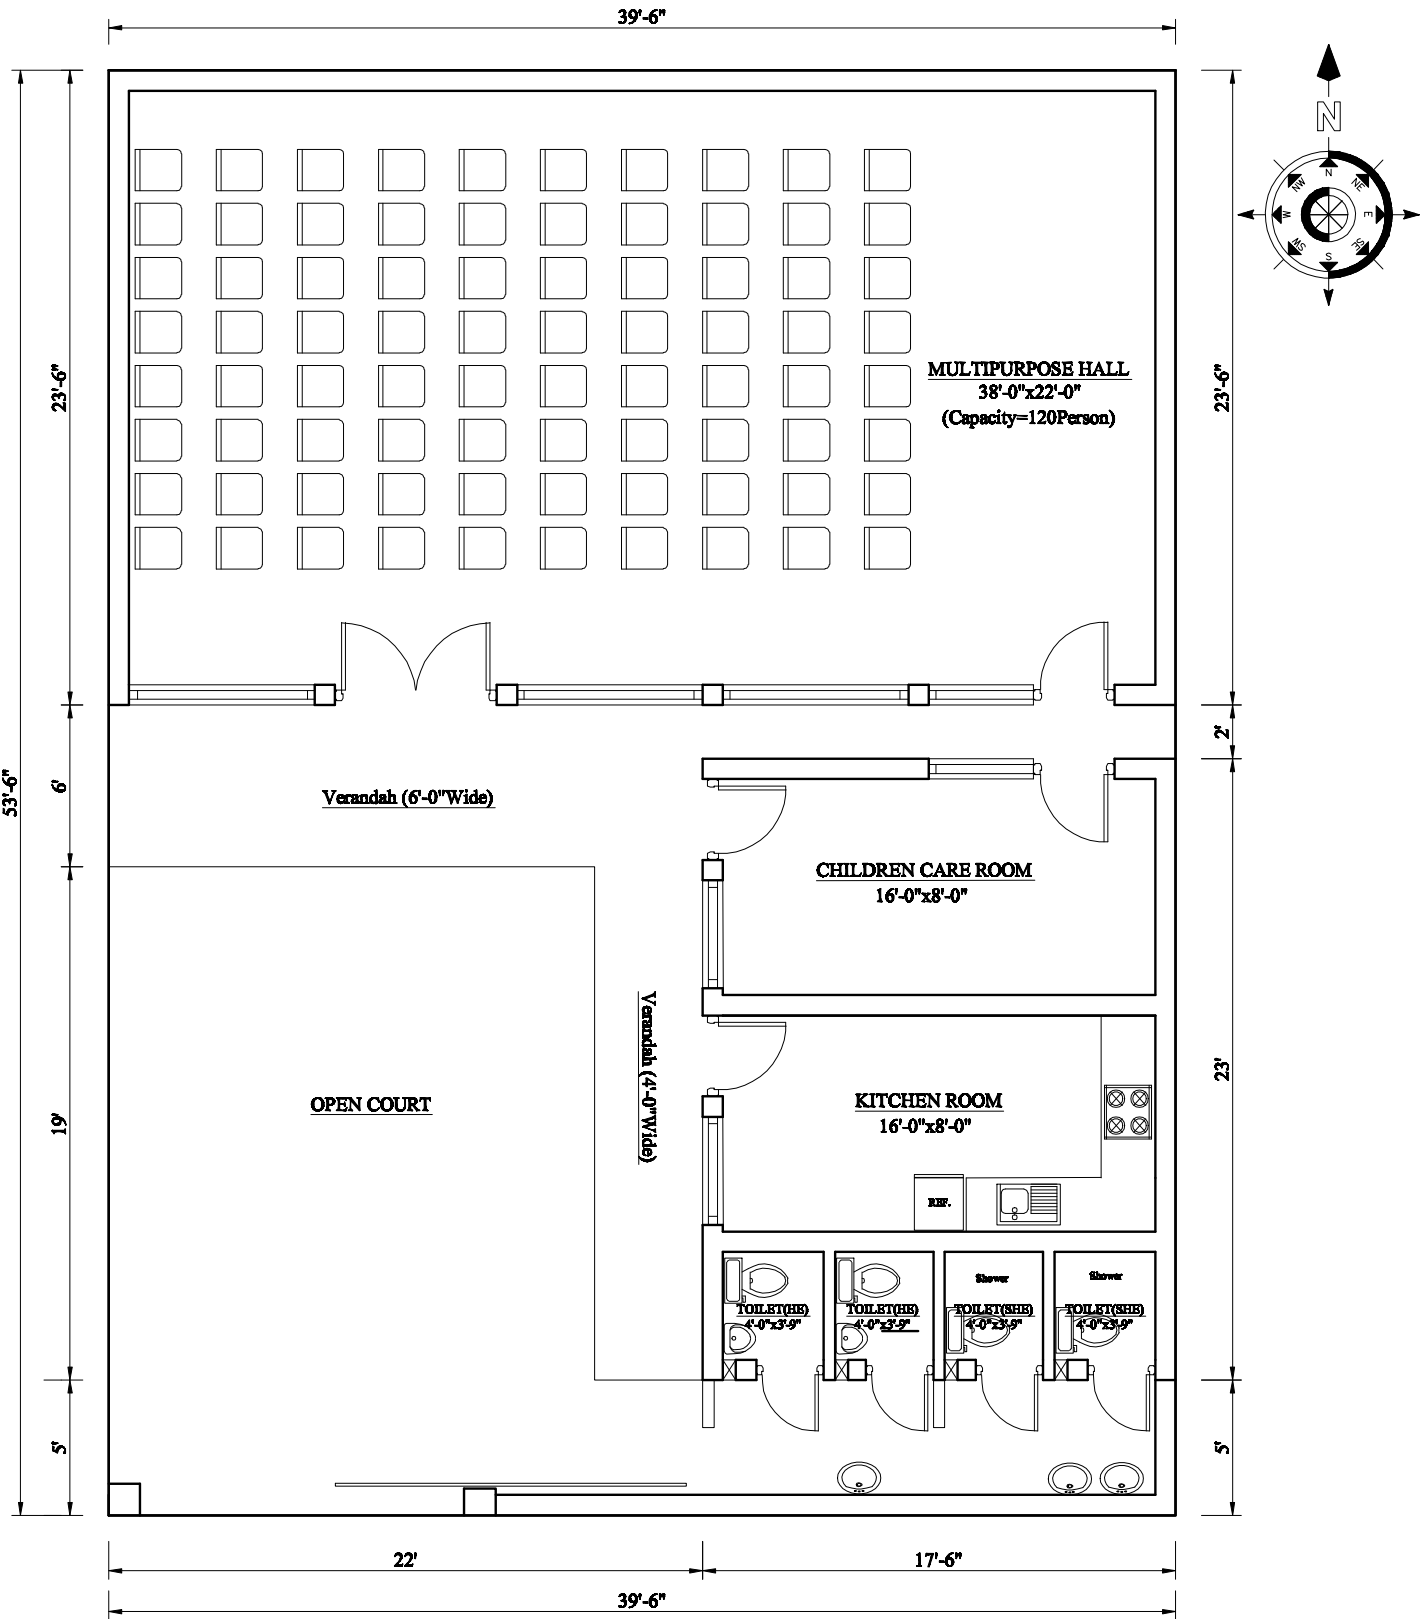 39'-6"
N
N
NW
NE
W
E
SW
SE
S
23'-6"
MULTIPURPOSE HALL
38'-0"x22'-0"
(Capacity=120Person)
23'-6"
53'-6"
6'
2'
Verandah (6'-0"Wide)
CHILDREN CARE ROOM
16'-0"x8'-0"
Verandah (4'-0"Wide)
19'
OPEN COURT
KITCHEN ROOM
16'-0"x8'-0"
23'
REF.
Shower
Shower
TOILET(HE)
4'-0"x3'-9"
TOILET(HE)
4'-0"x3'-9"
TOILET(SHE)
4'-0"x3'-9"
TOILET(SHE)
4'-0"x3'-9"
5'
5'
22'
17'-6"
39'-6"